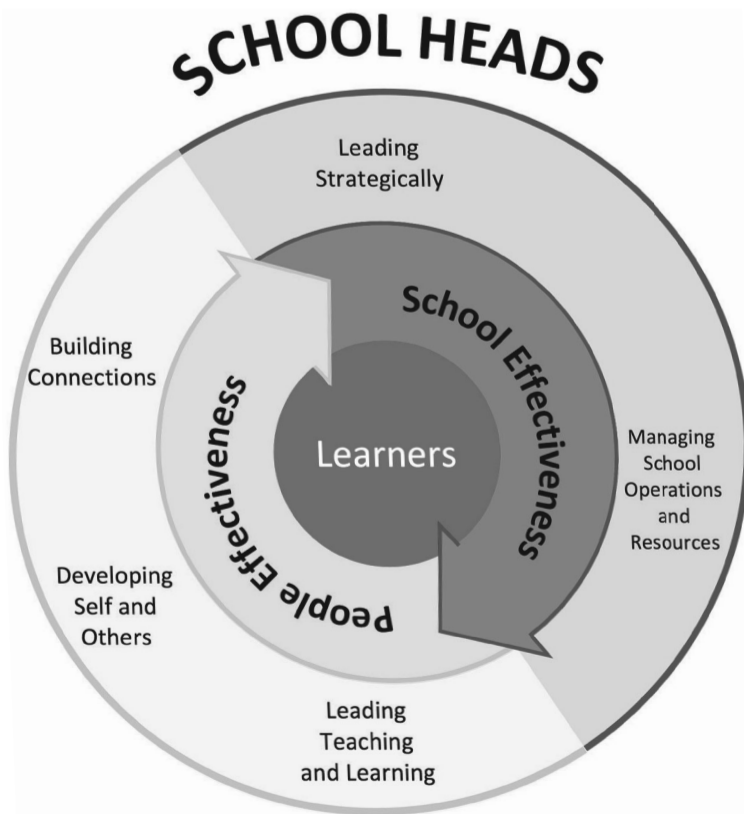 SCHOOL HEADS
Leading
Strategically
School Effectiveness
Building
Connections
People Effectiveness
Learners
Managing
School
Operations
and
Resources
Developing
Self and
Others
Leading
Teaching
and Learning